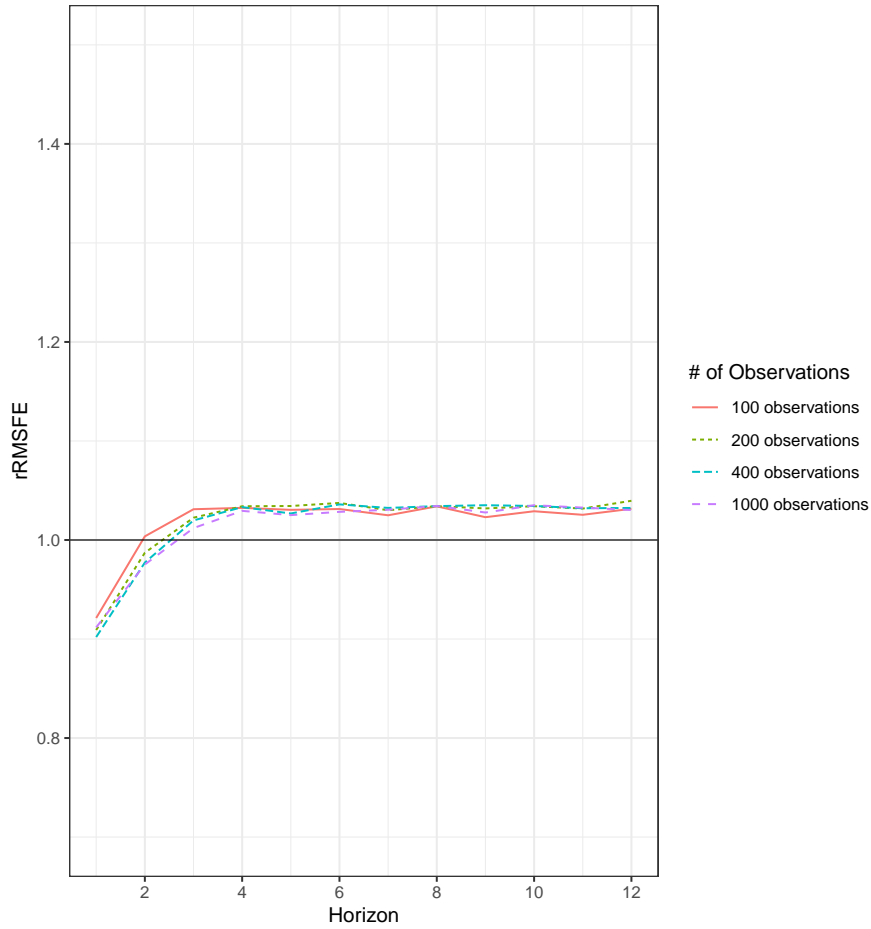 rRMSFE
1.4
1.2
1.0
0.8
2 4 6 8 10 12
Horizon
# of Observations
100 observations
200 observations
400 observations
1000 observations